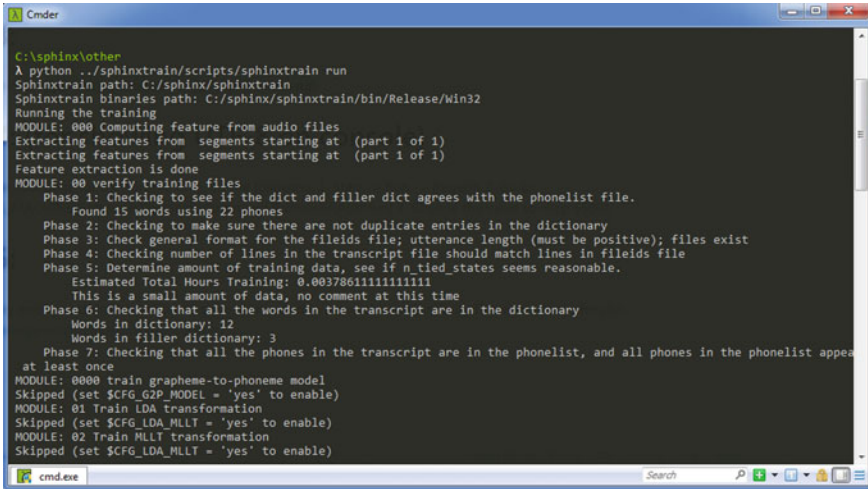 λ Cmder
C:\sphinx\other
λ python ../sphinxtrain/scripts/sphinxtrain run
Sphinxtrain path: C:/sphinx/sphinxtrain
Sphinxtrain binaries path: C:/sphinx/sphinxtrain/bin/Release/Win32
Running the training
MODULE: 000 Computing feature from audio files
Extracting features from  segments starting at  (part 1 of 1)
Extracting features from  segments starting at  (part 1 of 1)
Feature extraction is done
MODULE: 00 verify training files
    Phase 1: Checking to see if the dict and filler dict agrees with the phonelist file.
        Found 15 words using 22 phones
    Phase 2: Checking to make sure there are not duplicate entries in the dictionary
    Phase 3: Check general format for the fileids file; utterance length (must be positive); files exist
    Phase 4: Checking number of lines in the transcript file should match lines in fileids file
    Phase 5: Determine amount of training data, see if n_tied_states seems reasonable.
        Estimated Total Hours Training: 0.00378611111111111
        This is a small amount of data, no comment at this time
    Phase 6: Checking that all the words in the transcript are in the dictionary
        Words in dictionary: 12
        Words in filler dictionary: 3
    Phase 7: Checking that all the phones in the transcript are in the phonelist, and all phones in the phonelist appea
 at least once
MODULE: 0000 train grapheme-to-phoneme model
Skipped (set $CFG_G2P_MODEL = 'yes' to enable)
MODULE: 01 Train LDA transformation
Skipped (set $CFG_LDA_MLLT = 'yes' to enable)
MODULE: 02 Train MLLT transformation
Skipped (set $CFG_LDA_MLLT = 'yes' to enable)
cmd.exe
Search